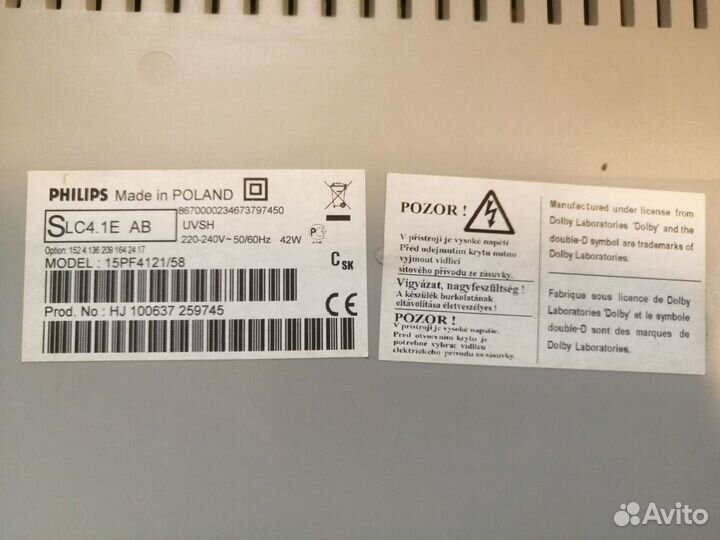 PHILIPS Made in POLAND
8670000234673797450
SLC4.1E AB
UVSH
220-240V~50/60Hz 42W
Option: 152 4 136 209 164 24 17
MODEL : 15PF4121/58
CSK
Prod. No : HJ 100637 259745
CE
POZOR !
V přístroji je vysoké napětí
Před odejmutím krytu nutno
vyjmout vidlici
síťového přívodu ze zásuvky.
Vigyázat, nagyfeszültség !
A készülék burkolatának
eltávolítása életveszélyes !
POZOR !
V prístroji je vysoké napätie.
Pred otvorením krytu je
potrebne vybrať vidlicu
elektrického prívodu zo zásuvky.
Manufactured under license from
Dolby Laboratories 'Dolby' and the
double-D symbol are trademarks of
Dolby Laboratories.
Fabrique sous licence de Dolby
Laboratories 'Dolby' et le symbole
double-D sont des marques de
Dolby Laboratories.
Avito